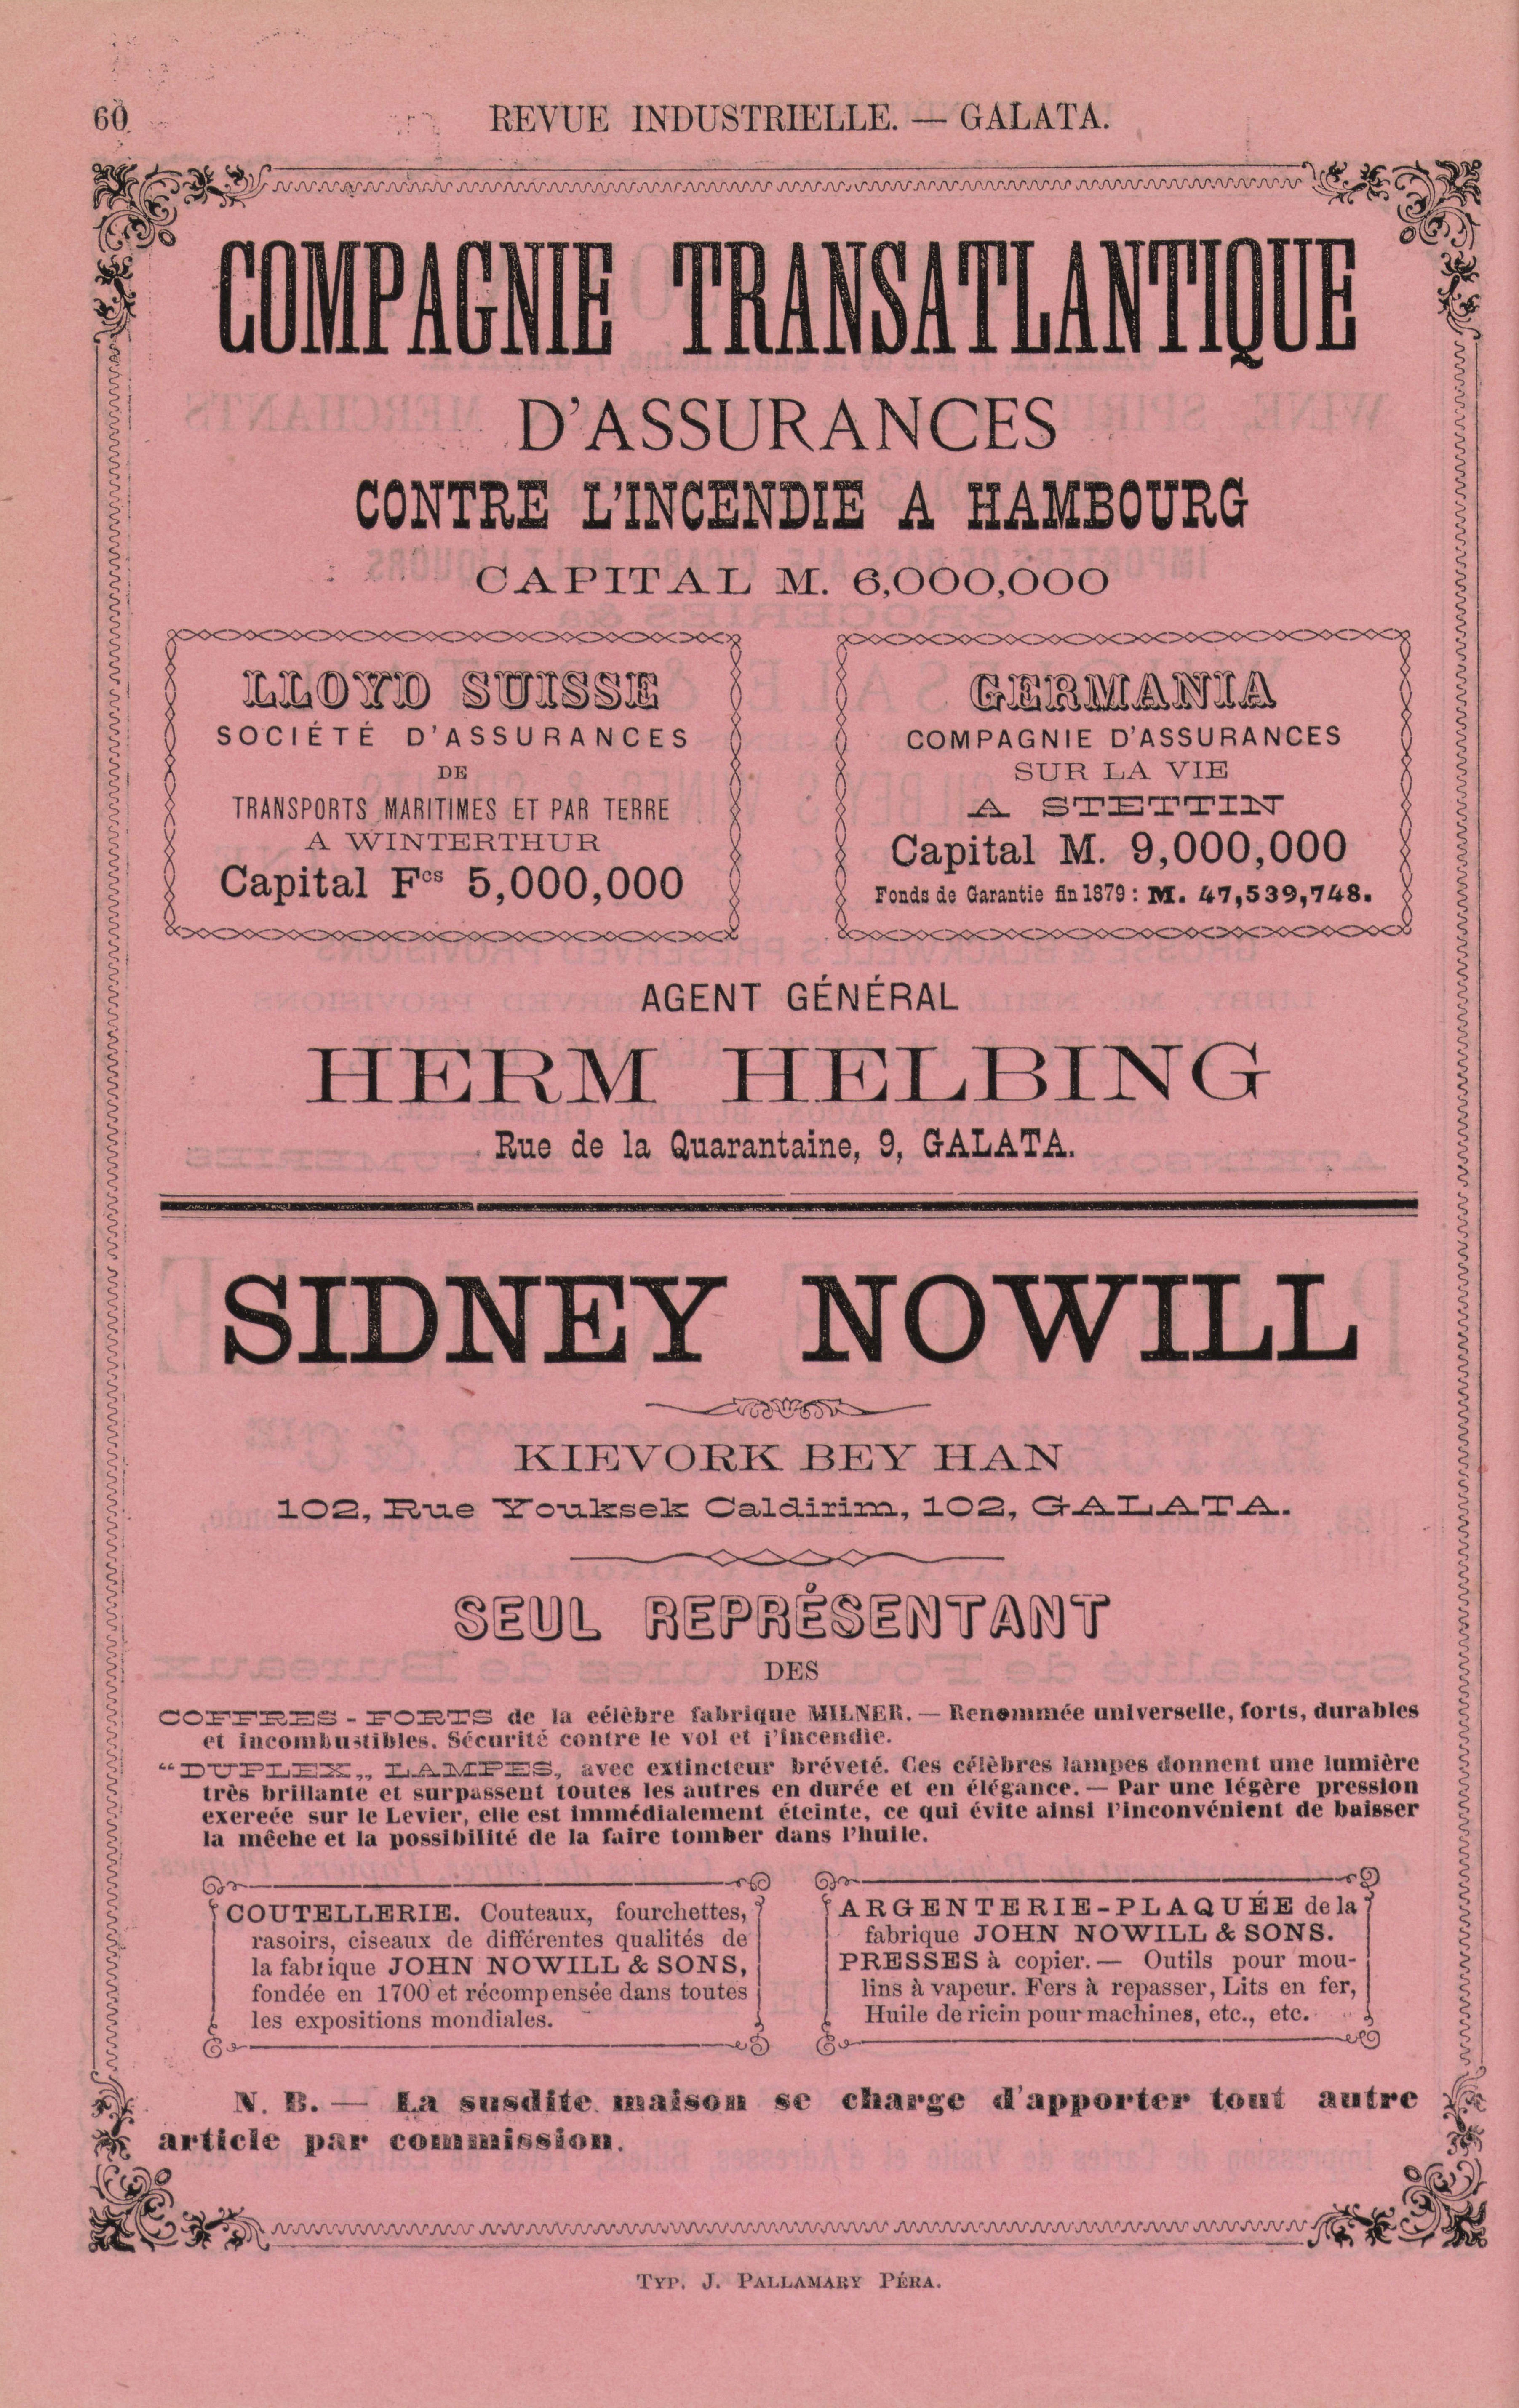 60
REVUE INDUSTRIELLE. — GALATA.
COMPAGNIE TRANSATLANTIQUE
D'ASSURANCES
CONTRE L'INCENDIE A HAMBOURG
CAPITAL M. 6,000,000
LLOYD SUISSE
SOCIÉTÉ D'ASSURANCES
DE
TRANSPORTS MARITIMES ET PAR TERRE
A WINTERTHUR
Capital Fcs 5,000,000
GERMANIA
COMPAGNIE D'ASSURANCES
SUR LA VIE
A STETTIN
Capital M. 9,000,000
Fonds de Garantie fin 1879 : M. 47,539,748.
AGENT GÉNÉRAL
HERM HELBING
Rue de la Quarantaine, 9, GALATA.
SIDNEY NOWILL
KIEVORK BEY HAN
102, Rue Youksek Caldirim, 102, GALATA.
SEUL REPRÉSENTANT
DES
COFFRES-FORTS de la célèbre fabrique MILNER. — Renommée universelle, forts, durables
et incombustibles. Sécurité contre le vol et i'incendie.
“DUPLEX„ LAMPES, avec extincteur bréveté. Ces célèbres lampes donnent une lumière
très brillante et surpassent toutes les autres en durée et en élégance. — Par une légère pression
exereée sur le Levier, elle est immédialement éteinte, ce qui évite ainsi l'inconvénient de baisser
la mêche et la possibilité de la faire tomber dans l'huile.
COUTELLERIE. Couteaux, fourchettes,
rasoirs, ciseaux de différentes qualités de
la fabrique JOHN NOWILL & SONS,
fondée en 1700 et récompensée dans toutes
les expositions mondiales.
ARGENTERIE-PLAQUÉE de la
fabrique JOHN NOWILL & SONS.
PRESSES à copier. — Outils pour mou-
lins à vapeur. Fers à repasser, Lits en fer,
Huile de ricin pour machines, etc., etc.
N. B. — La susdite maison se charge d'apporter tout autre
article par commission.
TYP. J. PALLAMARY PÉRA.